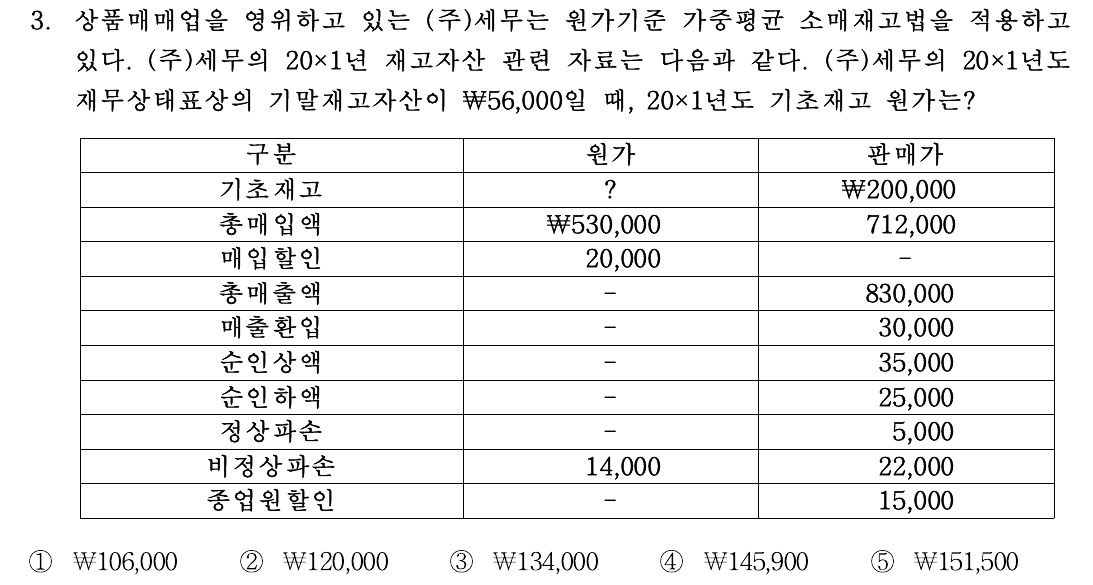 3. 상품매매업을 영위하고 있는 (주)세무는 원가기준 가중평균 소매재고법을 적용하고
있다. (주)세무의 20×1년 재고자산 관련 자료는 다음과 같다. (주)세무의 20×1년도
재무상태표상의 기말재고자산이 ₩56,000일 때, 20×1년도 기초재고 원가는?
구분 원가 판매가
기초재고 ? ₩200,000
총매입액 ₩530,000 712,000
매입할인 20,000 -
총매출액 - 830,000
매출환입 - 30,000
순인상액 - 35,000
순인하액 - 25,000
정상파손 - 5,000
비정상파손 14,000 22,000
종업원할인 - 15,000
① ₩106,000 ② ₩120,000 ③ ₩134,000 ④ ₩145,900 ⑤ ₩151,500